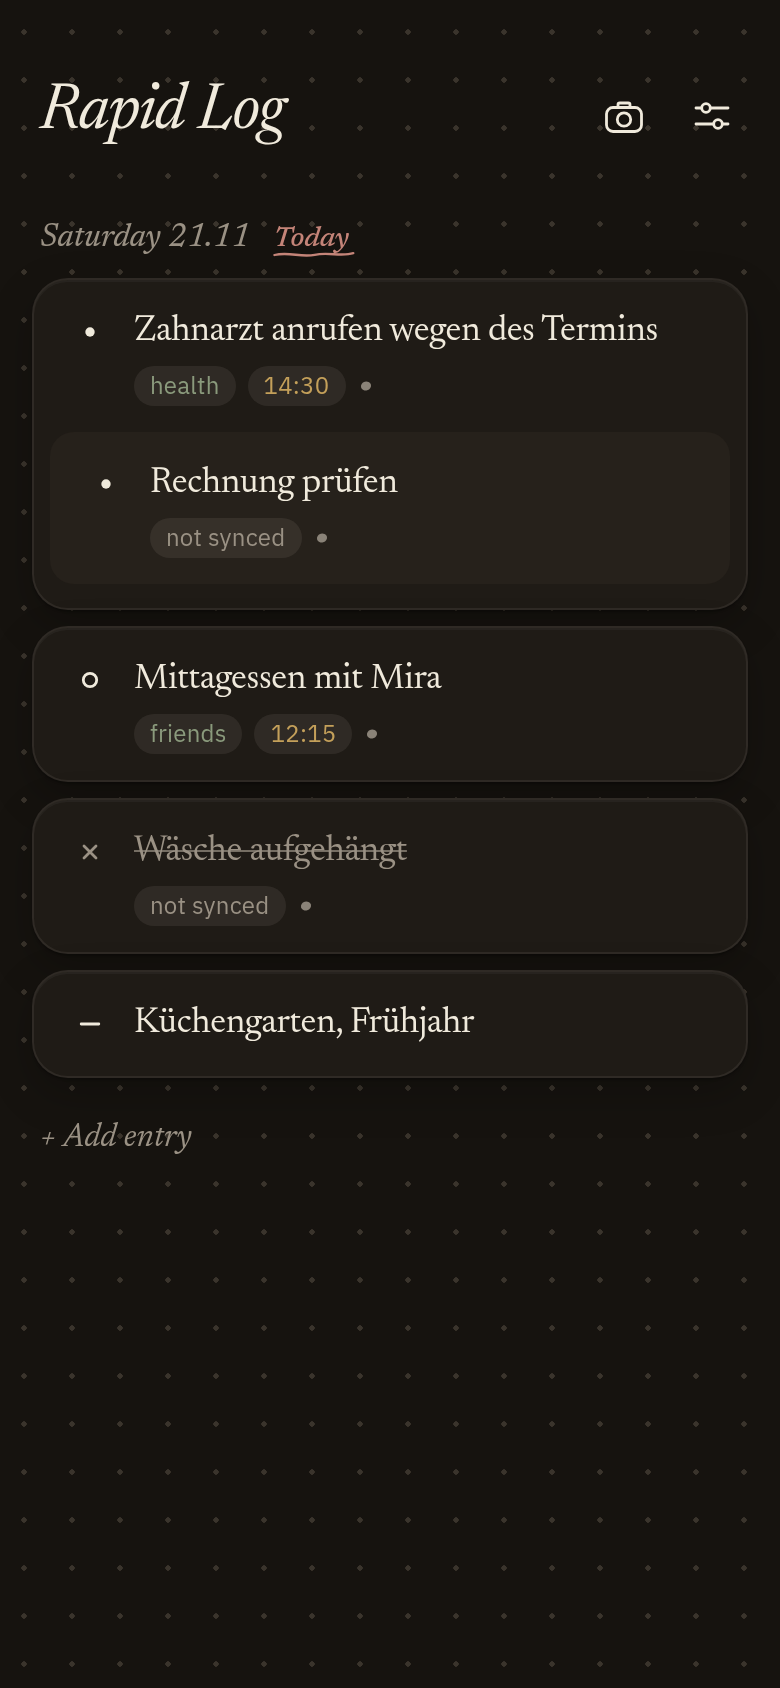 Rapid Log
Saturday 21.11 Today
• Zahnarzt anrufen wegen des Termins
health 14:30
• Rechnung prüfen
not synced
Mittagessen mit Mira
friends 12:15
× Wäsche aufgehängt
not synced
– Küchengarten, Frühjahr
+ Add entry